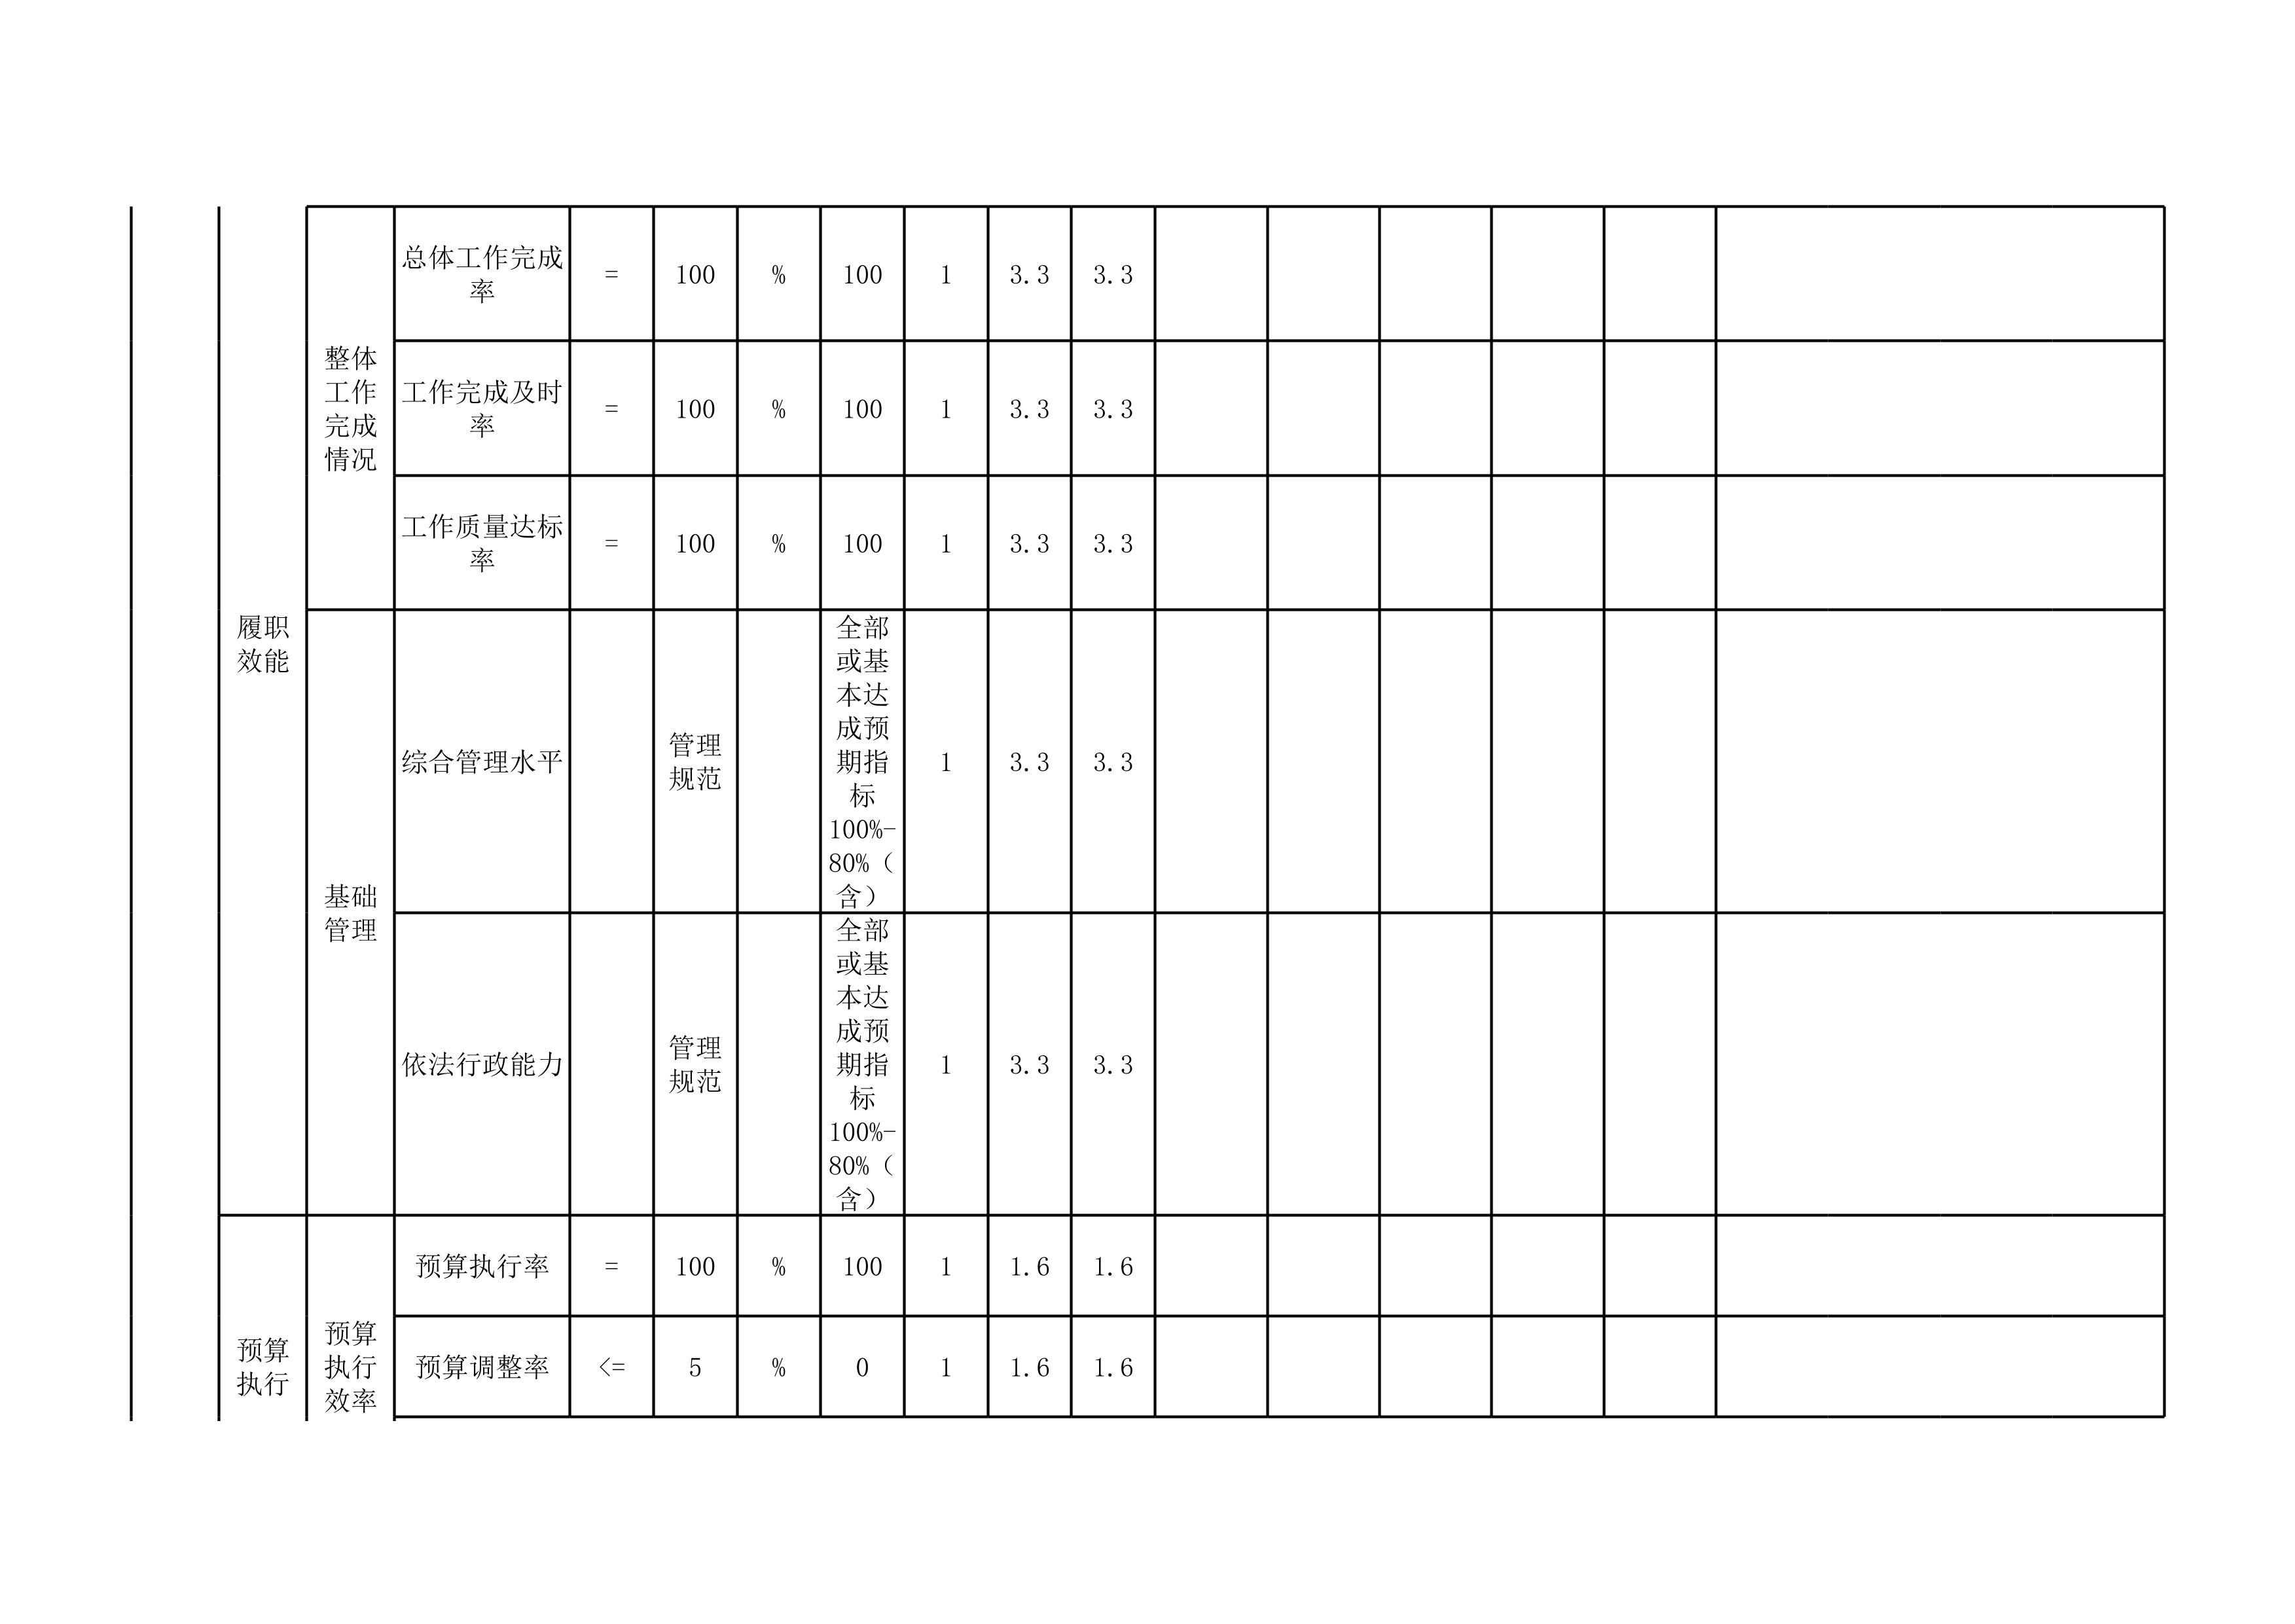 履职
效能
整体
工作
完成
情况
总体工作完成
率
=
100
%
100
1
3.3
3.3
工作完成及时
率
=
100
%
100
1
3.3
3.3
工作质量达标
率
=
100
%
100
1
3.3
3.3
基础
管理
综合管理水平
管理
规范
全部
或基
本达
成预
期指
标
100%-
80%（
含）
1
3.3
3.3
依法行政能力
管理
规范
全部
或基
本达
成预
期指
标
100%-
80%（
含）
1
3.3
3.3
预算
执行
预算
执行
效率
预算执行率
=
100
%
100
1
1.6
1.6
预算调整率
<=
5
%
0
1
1.6
1.6